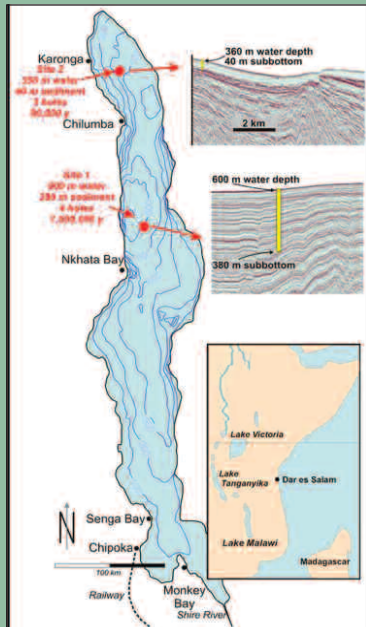 Karonga
Site 2
40 m sediment
Chilumba
Site 1
Nkhata Bay
Senga Bay
Chipoka
100 km
Railway
Monkey
Bay
Shire River
N
360 m water depth
40 m subbottom
2 km
600 m water depth
380 m subbottom
Lake Victoria
Lake
Tanganyika
Dar es Salam
Lake Malawi
Madagascar